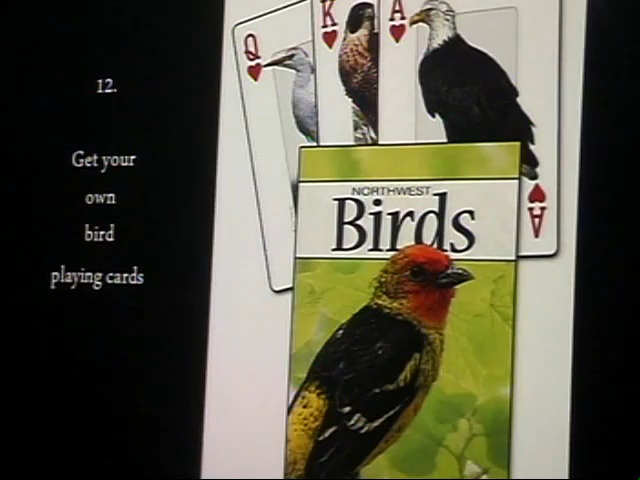 12.
Get your
own
bird
playing cards
Q
K
A
NORTHWEST
Birds
A